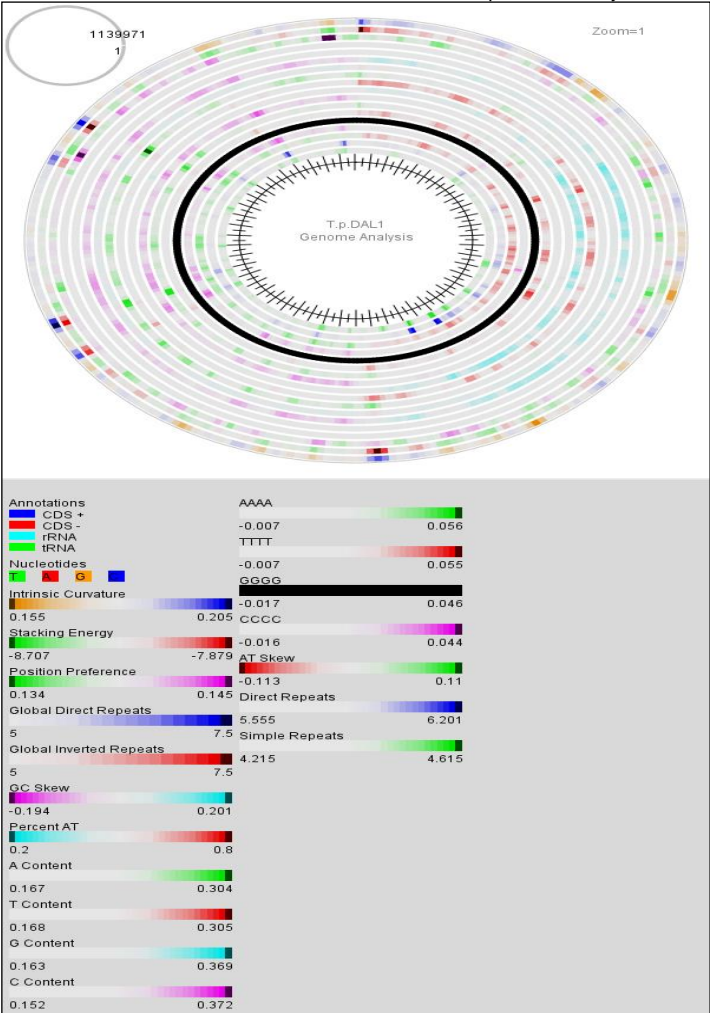 1139971
1
Zoom=1
T.p.DAL1
Genome Analysis
Annotations
CDS +
CDS -
rRNA
tRNA
Nucleotides
T A G
Intrinsic Curvature
0.155 0.205
Stacking Energy
-8.707 -7.879
Position Preference
0.134 0.145
Global Direct Repeats
5 7.5
Global Inverted Repeats
5 7.5
GC Skew
-0.194 0.201
Percent AT
0.2 0.8
A Content
0.167 0.304
T Content
0.168 0.305
G Content
0.163 0.369
C Content
0.152 0.372
AAAA
-0.007 0.056
TTTT
-0.007 0.055
GGGG
-0.017 0.046
CCCC
-0.016 0.044
AT Skew
-0.113 0.11
Direct Repeats
5.555 6.201
Simple Repeats
4.215 4.615